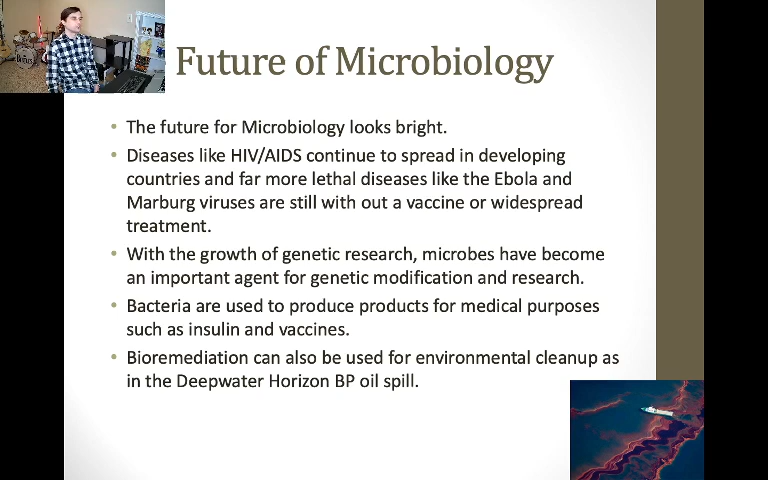 Future of Microbiology
• The future for Microbiology looks bright.
• Diseases like HIV/AIDS continue to spread in developing
countries and far more lethal diseases like the Ebola and
Marburg viruses are still with out a vaccine or widespread
treatment.
• With the growth of genetic research, microbes have become
an important agent for genetic modification and research.
• Bacteria are used to produce products for medical purposes
such as insulin and vaccines.
• Bioremediation can also be used for environmental cleanup as
in the Deepwater Horizon BP oil spill.